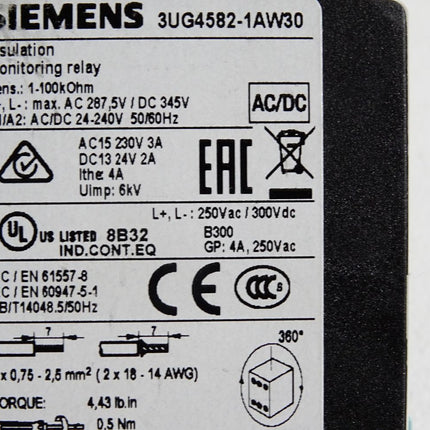 SIEMENS 3UG4582-1AW30
sulation
onitoring relay
ens.: 1-100kOhm
, L- : max. AC 287,5V / DC 345V
/A2: AC/DC 24-240V 50/60Hz
AC/DC
AC15 230V 3A
DC13 24V 2A
Ithe: 4A
Uimp: 6kV
EAC
L+, L- : 250Vac / 300Vdc
UL US LISTED 8B32
IND.CONT.EQ
B300
GP: 4A, 250Vac
C / EN 61557-8
C / EN 60947-5-1
B/T14048.5/50Hz
CE CCC S
7 7
360°
x 0,75 - 2,5 mm² ( 2 x 18 - 14 AWG)
ORQUE: 4,43 lb.in
0,5 Nm